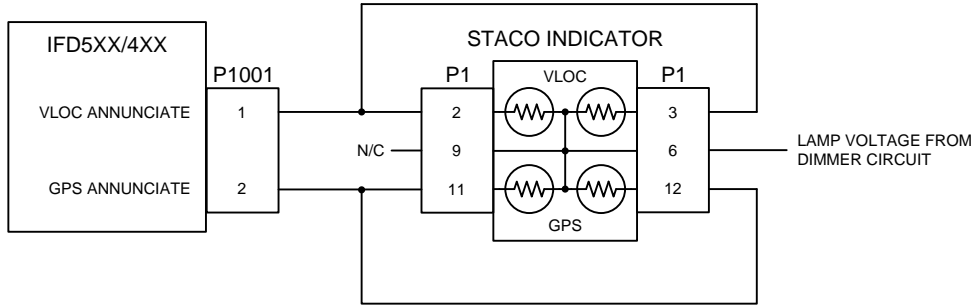 IFD5XX/4XX
STACO INDICATOR
P1001
P1
VLOC
P1
VLOC ANNUNCIATE
1
2
3
N/C
9
6
LAMP VOLTAGE FROM
DIMMER CIRCUIT
GPS ANNUNCIATE
2
11
12
GPS